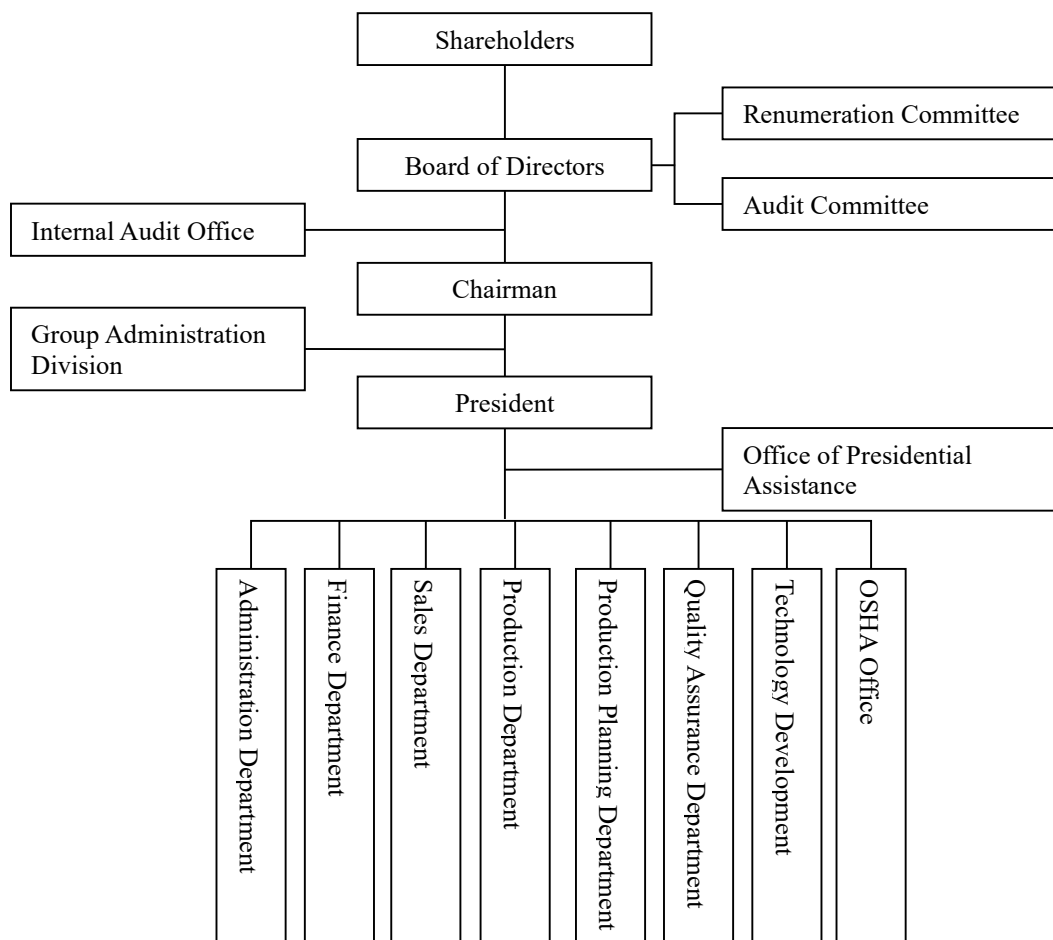 Shareholders
Renumeration Committee
Board of Directors
Audit Committee
Internal Audit Office
Chairman
Group Administration
Division
President
Office of Presidential
Assistance
Administration Department
Finance Department
Sales Department
Production Department
Production Planning Department
Quality Assurance Department
Technology Development
OSHA Office